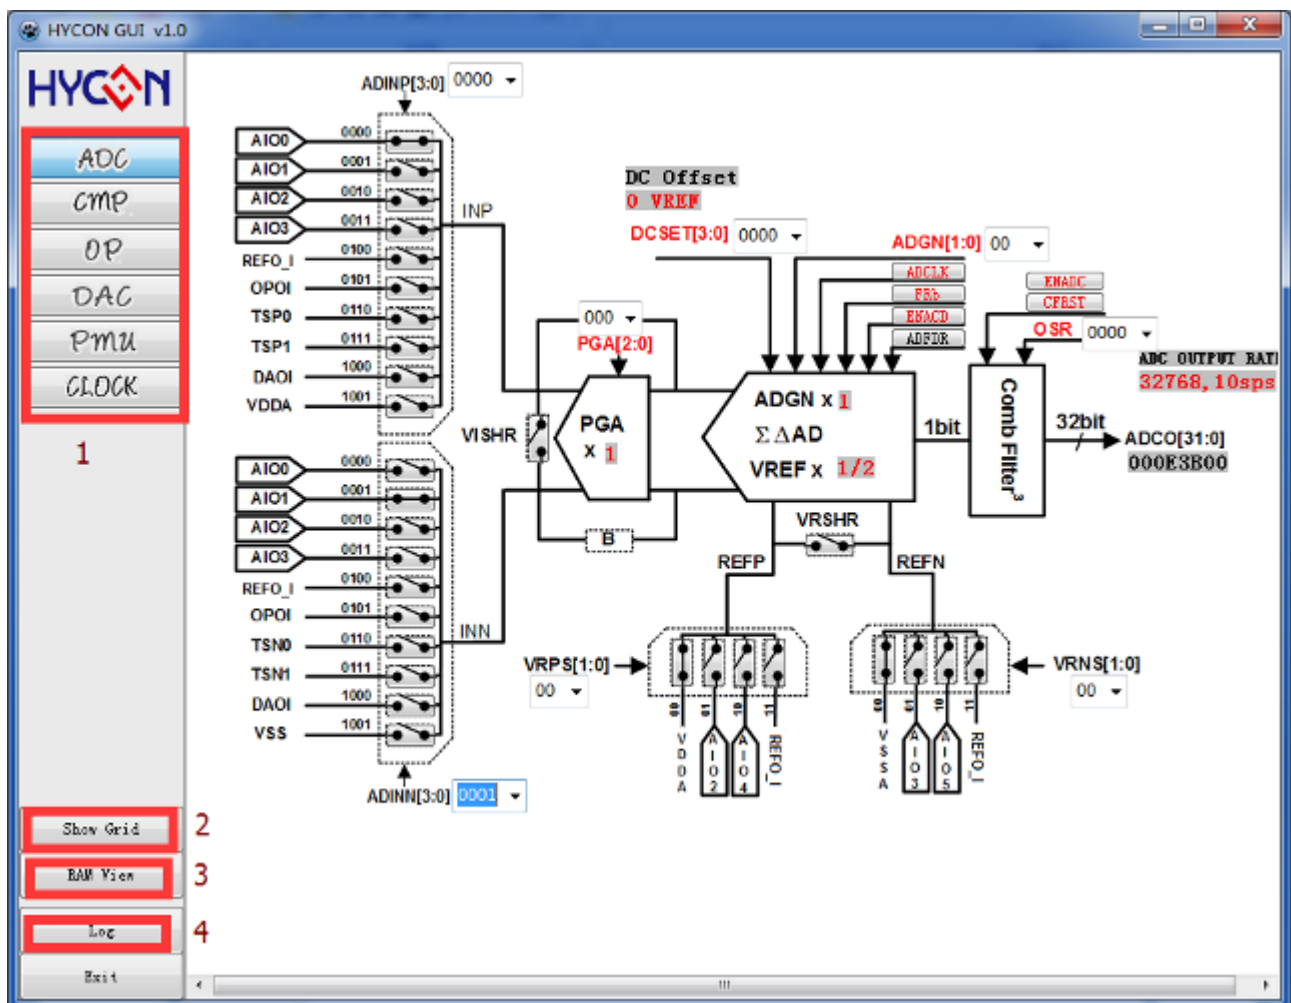 HYCON GUI v1.0
HYCON
ADC
CMP
OP
DAC
PMU
CLOCK
1
Show Grid
2
RAM View
3
Log
4
Exit
ADINP[3:0] 0000
AIO0 0000
AIO1 0001
AIO2 0010
AIO3 0011
REFO_I 0100
OPOI 0101
TSP0 0110
TSP1 0111
DAOI 1000
VDDA 1001
INP
AIO0 0000
AIO1 0001
AIO2 0010
AIO3 0011
REFO_I 0100
OPOI 0101
TSN0 0110
TSN1 0111
DAOI 1000
VSS 1001
INN
ADINN[3:0] 0001
VISHR
000
PGA[2:0]
PGA
x 1
B
DC Offset
0 VREF
DCSET[3:0] 0000
ADGN[1:0] 00
ADCLK
FRb
ENACD
ADFDR
ENADC
CFRST
OSR 0000
ADGN x 1
ΣΔAD
VREF x 1/2
1bit
Comb Filter³
32bit
ADC OUTPUT RAT
32768,10sps
ADCO[31:0]
000E3B00
VRSHR
REFP
REFN
VRPS[1:0]
00
00
01
10
11
VDDA
AIO2
AIO4
REFO_I
VRNS[1:0]
00
00
01
10
11
VSSA
AIO3
AIO5
REFO_I